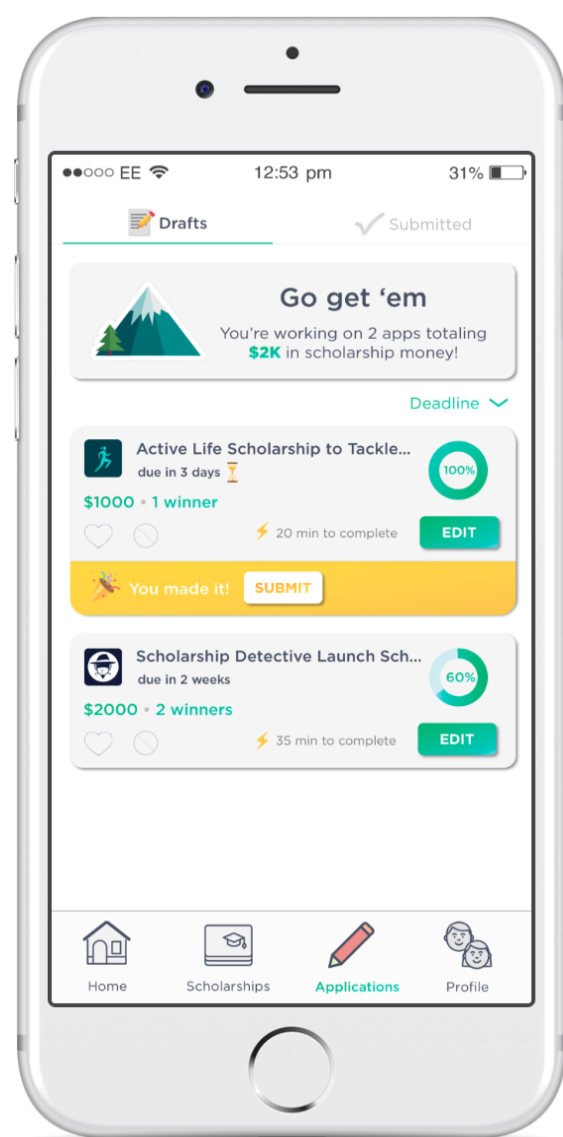 EE 12:53 pm 31%
Drafts Submitted
Go get ‘em
You’re working on 2 apps totaling
$2K in scholarship money!
Deadline
Active Life Scholarship to Tackle...
due in 3 days
100%
$1000 • 1 winner
20 min to complete EDIT
You made it! SUBMIT
Scholarship Detective Launch Sch...
due in 2 weeks
60%
$2000 • 2 winners
35 min to complete EDIT
Home Scholarships Applications Profile